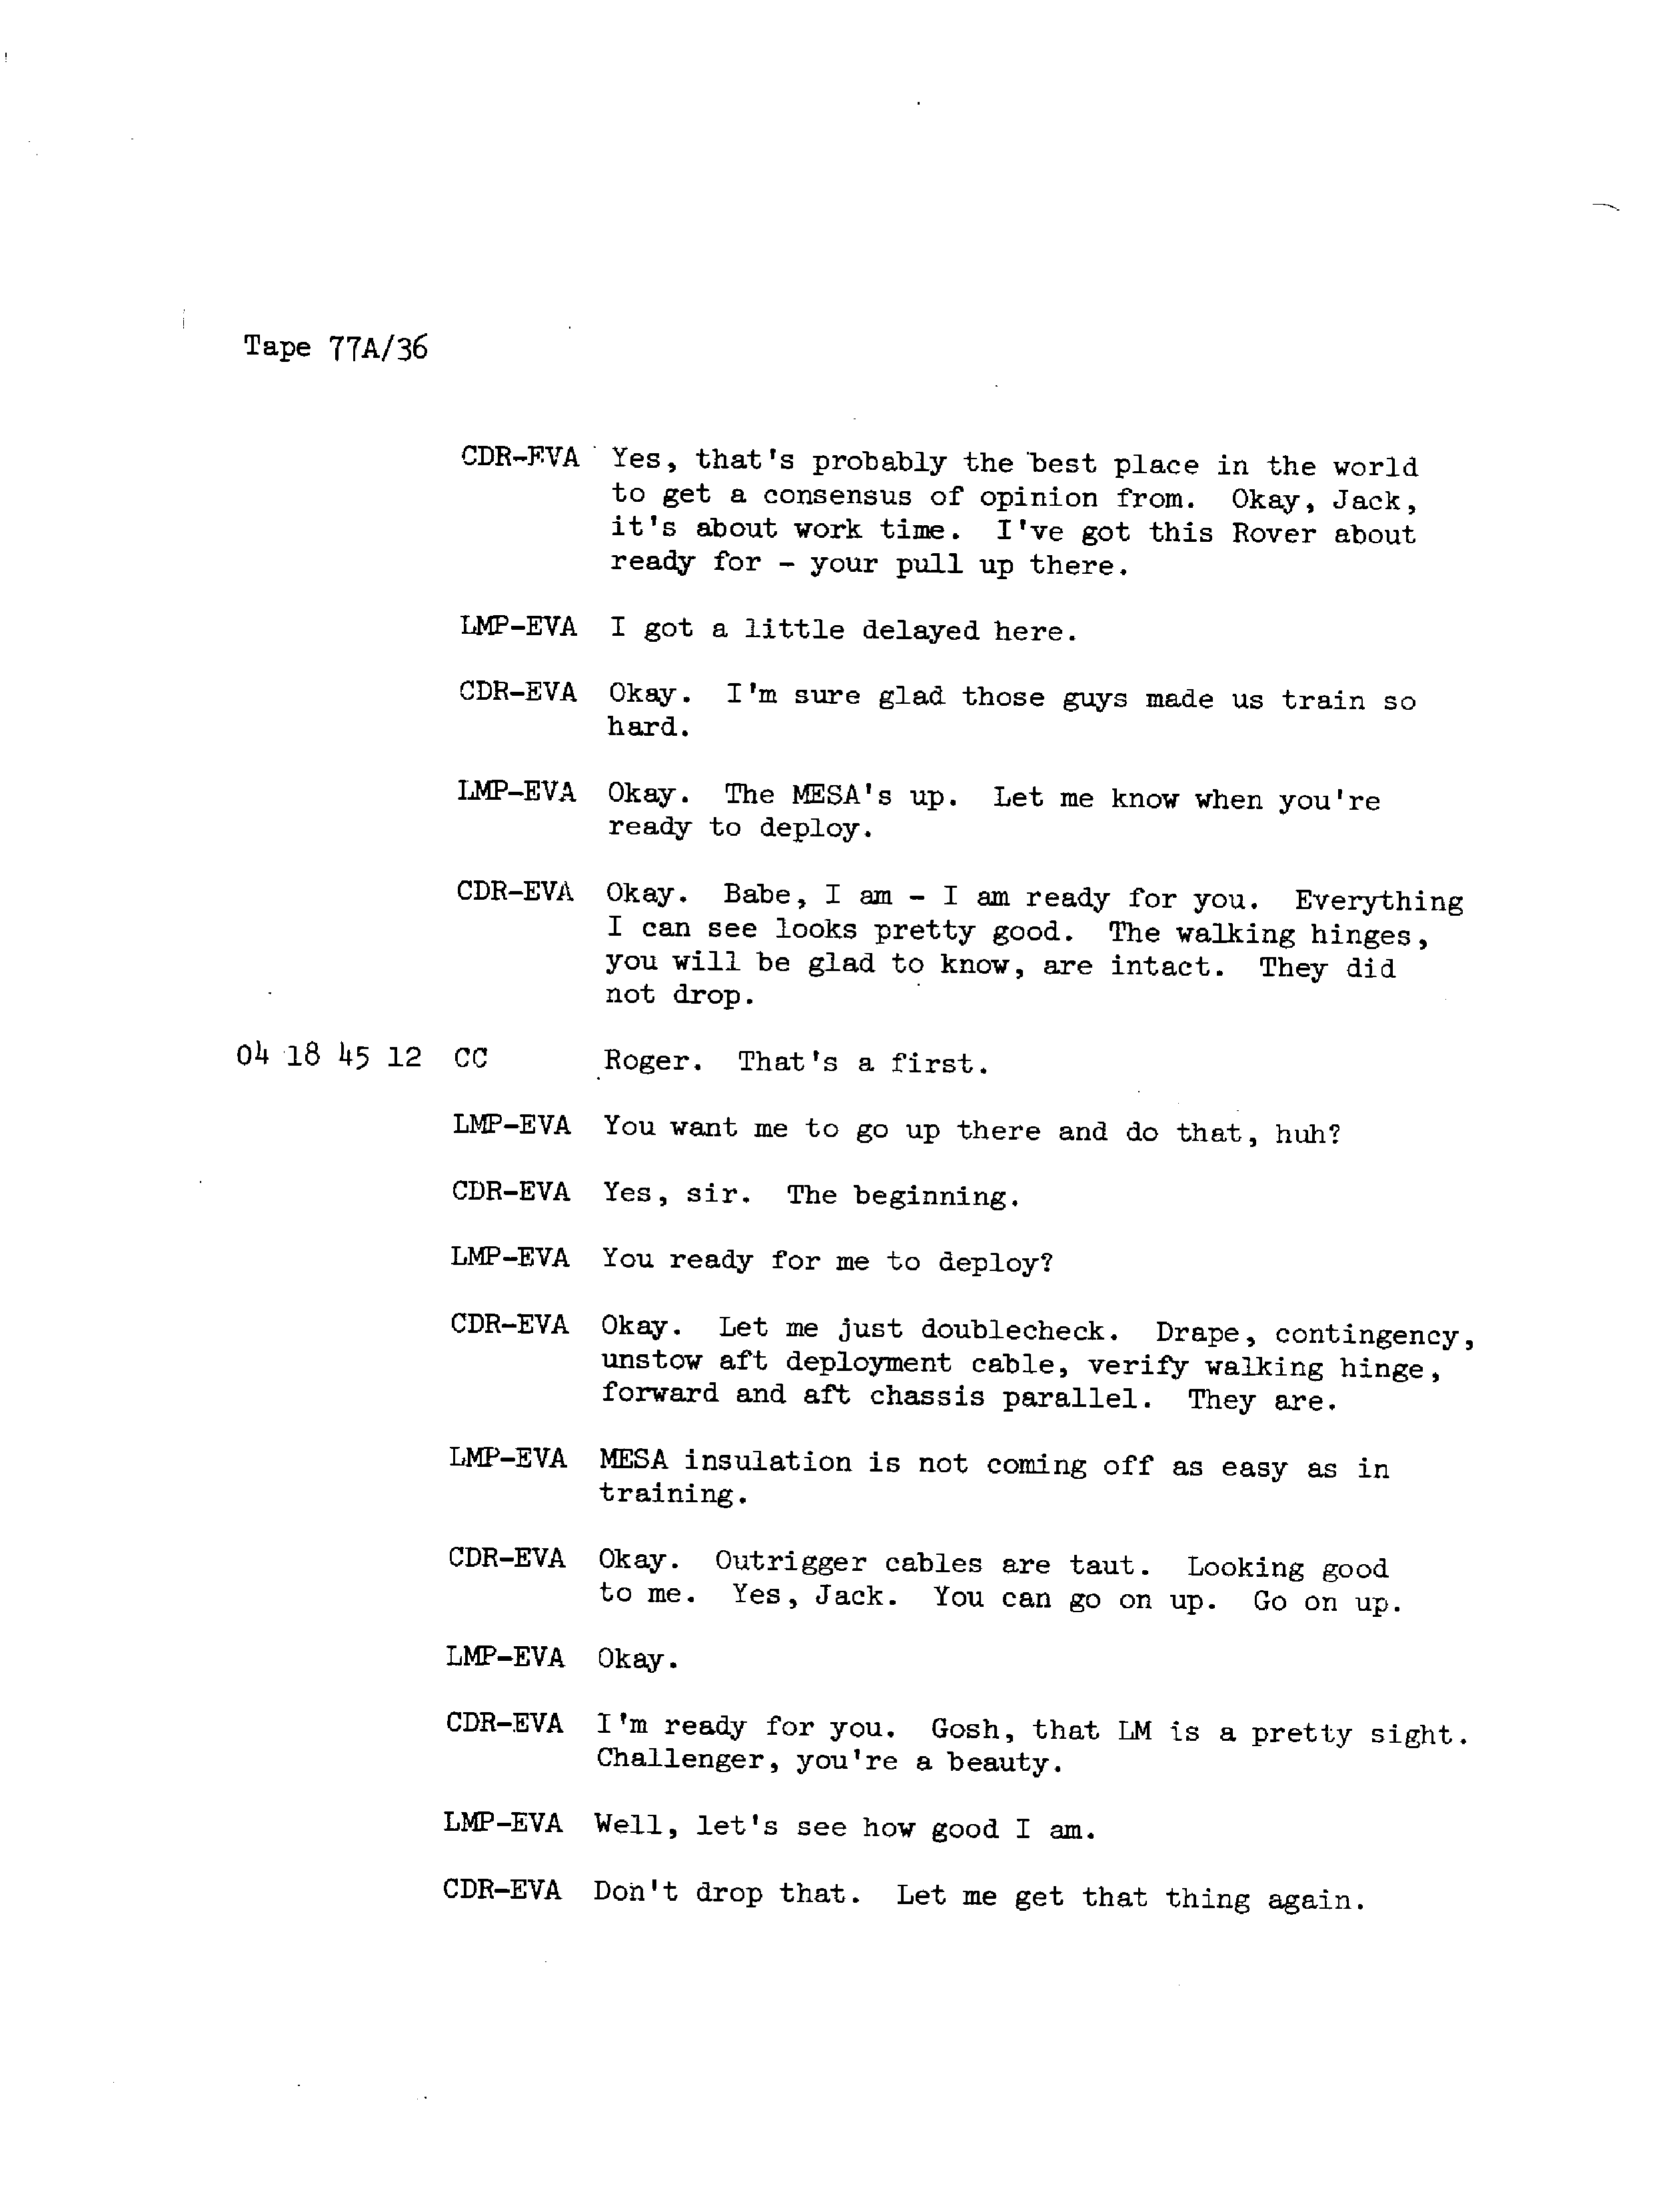 Tape 77A/36
CDR-EVA Yes, that's probably the best place in the world
to get a consensus of opinion from. Okay, Jack,
it's about work time. I've got this Rover about
ready for - your pull up there.
LMP-EVA I got a little delayed here.
CDR-EVA Okay. I'm sure glad those guys made us train so
hard.
LMP-EVA Okay. The MESA's up. Let me know when you're
ready to deploy.
CDR-EVA Okay. Babe, I am - I am ready for you. Everything
I can see looks pretty good. The walking hinges,
you will be glad to know, are intact. They did
not drop.
04 18 45 12 CC Roger. That's a first.
LMP-EVA You want me to go up there and do that, huh?
CDR-EVA Yes, sir. The beginning.
LMP-EVA You ready for me to deploy?
CDR-EVA Okay. Let me just doublecheck. Drape, contingency,
unstow aft deployment cable, verify walking hinge,
forward and aft chassis parallel. They are.
LMP-EVA MESA insulation is not coming off as easy as in
training.
CDR-EVA Okay. Outrigger cables are taut. Looking good
to me. Yes, Jack. You can go on up. Go on up.
LMP-EVA Okay.
CDR-EVA I'm ready for you. Gosh, that LM is a pretty sight.
Challenger, you're a beauty.
LMP-EVA Well, let's see how good I am.
CDR-EVA Don't drop that. Let me get that thing again.